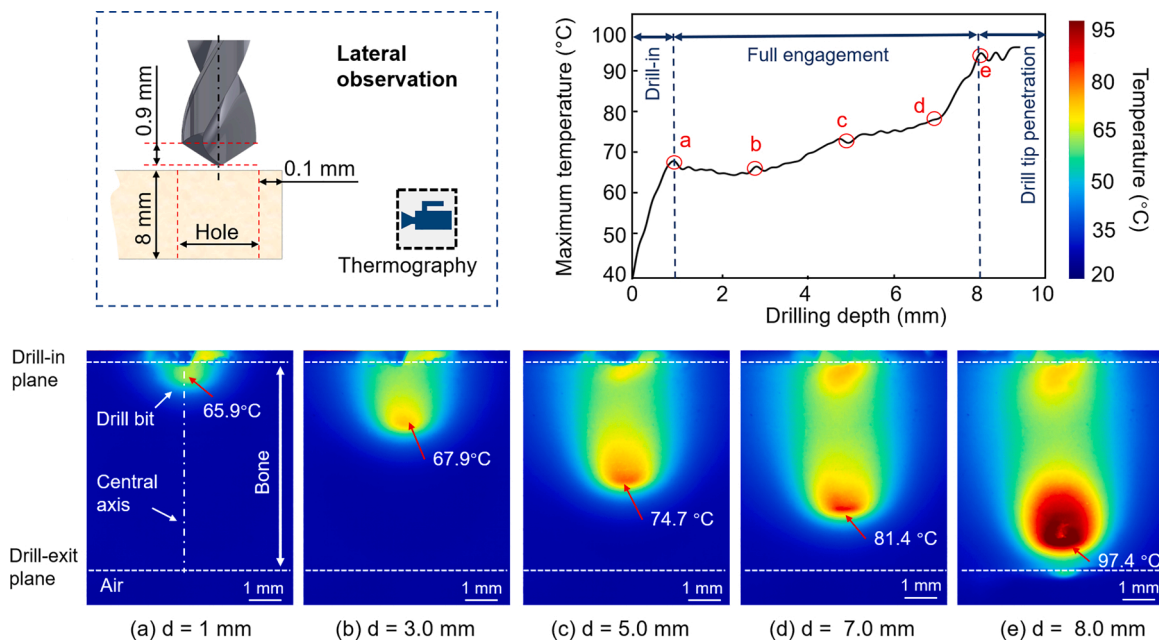 Lateral
observation
0.9 mm
0.1 mm
8 mm
Hole
Thermography
Maximum temperature (°C)
100
90
80
70
60
50
40
0
2
4
6
8
10
Drilling depth (mm)
Drill-in
Full engagement
Drill tip penetration
a
b
c
d
e
95
80
65
50
35
20
Temperature (°C)
Drill-in
plane
Drill bit
65.9°C
Central
axis
Bone
Drill-exit
plane
Air
1 mm
67.9°C
1 mm
74.7 °C
1 mm
81.4 °C
1 mm
97.4 °C
1 mm
(a) d = 1 mm
(b) d = 3.0 mm
(c) d = 5.0 mm
(d) d = 7.0 mm
(e) d = 8.0 mm